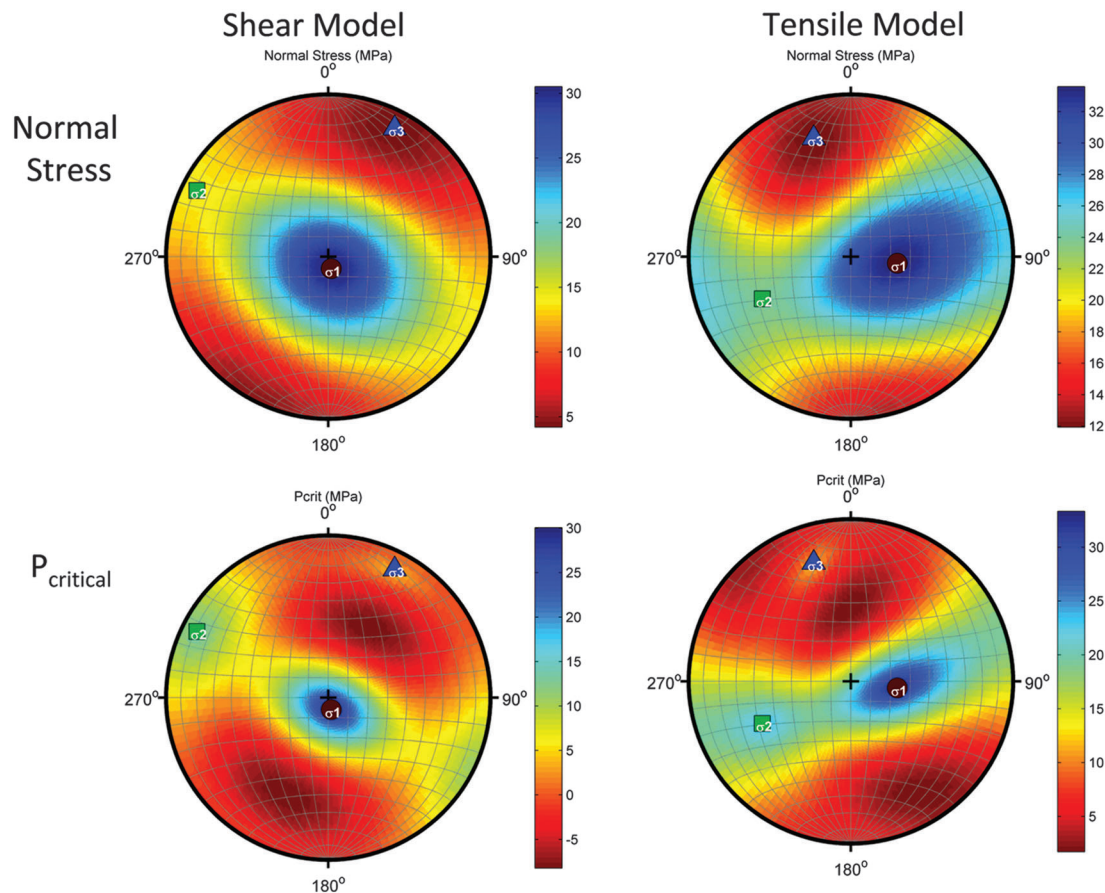 Shear Model
Tensile Model
Normal Stress (MPa)
0°
Normal Stress (MPa)
0°
Normal
Stress
270°
90°
180°
σ1
σ2
σ3
30
25
20
15
10
5
270°
90°
180°
σ1
σ2
σ3
32
30
28
26
24
22
20
18
16
14
12
Pcrit (MPa)
0°
Pcrit (MPa)
0°
Pcritical
270°
90°
180°
σ1
σ2
σ3
30
25
20
15
10
5
0
-5
270°
90°
180°
σ1
σ2
σ3
30
25
20
15
10
5